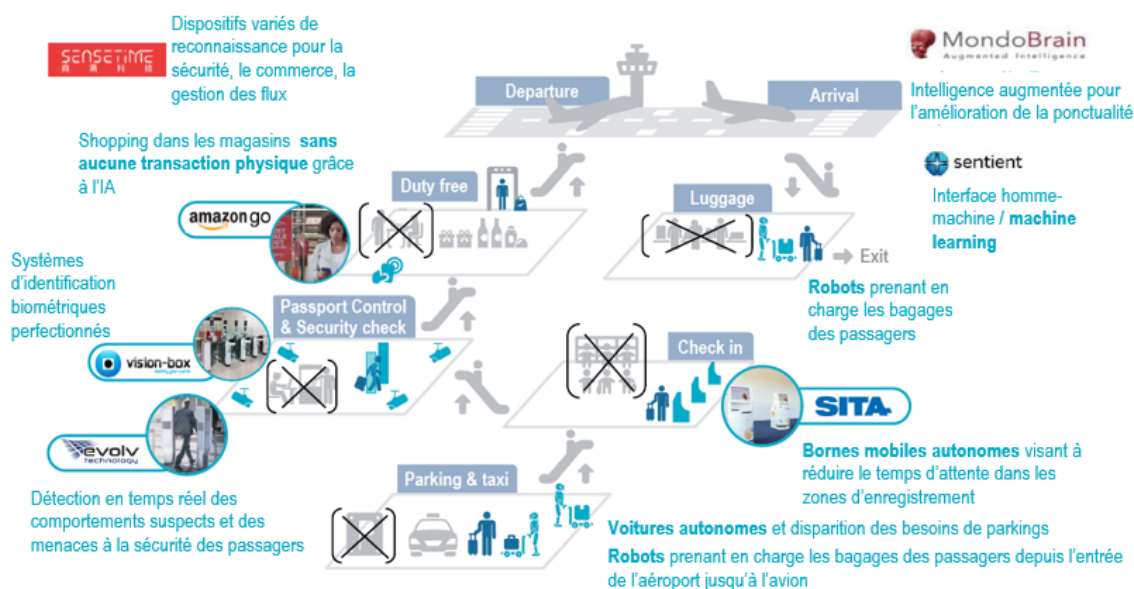 SENSETIME
商 湯 科 技
Dispositifs variés de
reconnaissance pour la
sécurité, le commerce, la
gestion des flux
MondoBrain
Augmented Intelligence
Departure
Arrival
Intelligence augmentée pour
l'amélioration de la ponctualité
Shopping dans les magasins sans
aucune transaction physique grâce
à l'IA
sentient
Duty free
Luggage
Interface homme-
machine / machine
learning
amazon go
Exit
Systèmes
d'identification
biométriques
perfectionnés
Robots prenant en
charge les bagages
des passagers
Passport Control
& Security check
Check in
vision-box
SITA
evolv
technology
Bornes mobiles autonomes visant à
réduire le temps d'attente dans les
zones d'enregistrement
Parking & taxi
Détection en temps réel des
comportements suspects et des
menaces à la sécurité des passagers
Voitures autonomes et disparition des besoins de parkings
Robots prenant en charge les bagages des passagers depuis l'entrée
de l'aéroport jusqu'à l'avion